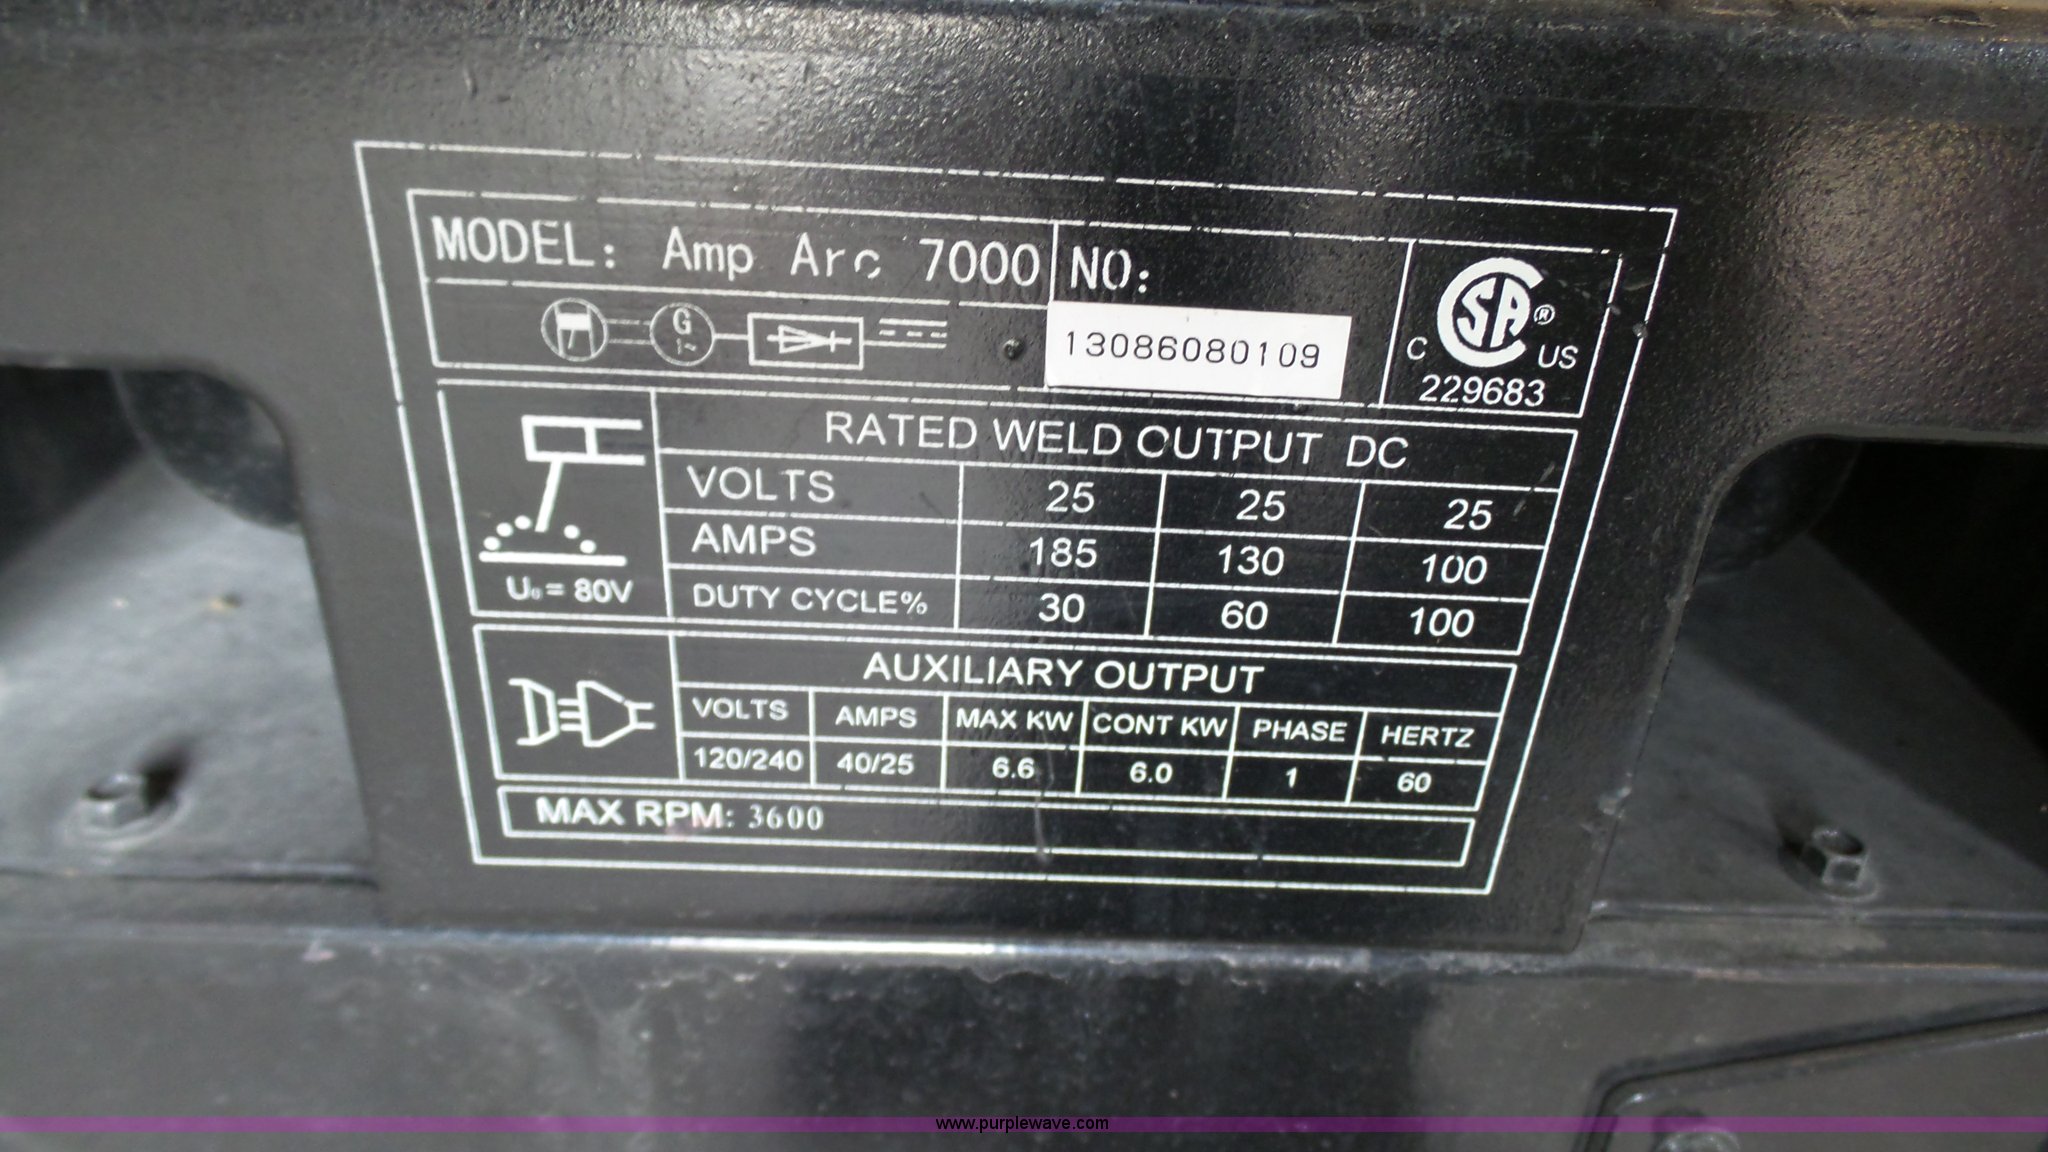 MODEL: Amp Arc 7000 NO:
G
1~
13086080109
CSA ®
C US
229683
RATED WELD OUTPUT DC
VOLTS 25 25 25
AMPS 185 130 100
DUTY CYCLE% 30 60 100
U₀= 80V
AUXILIARY OUTPUT
VOLTS AMPS MAX KW CONT KW PHASE HERTZ
120/240 40/25 6.6 6.0 1 60
MAX RPM: 3600
www.purplewave.com